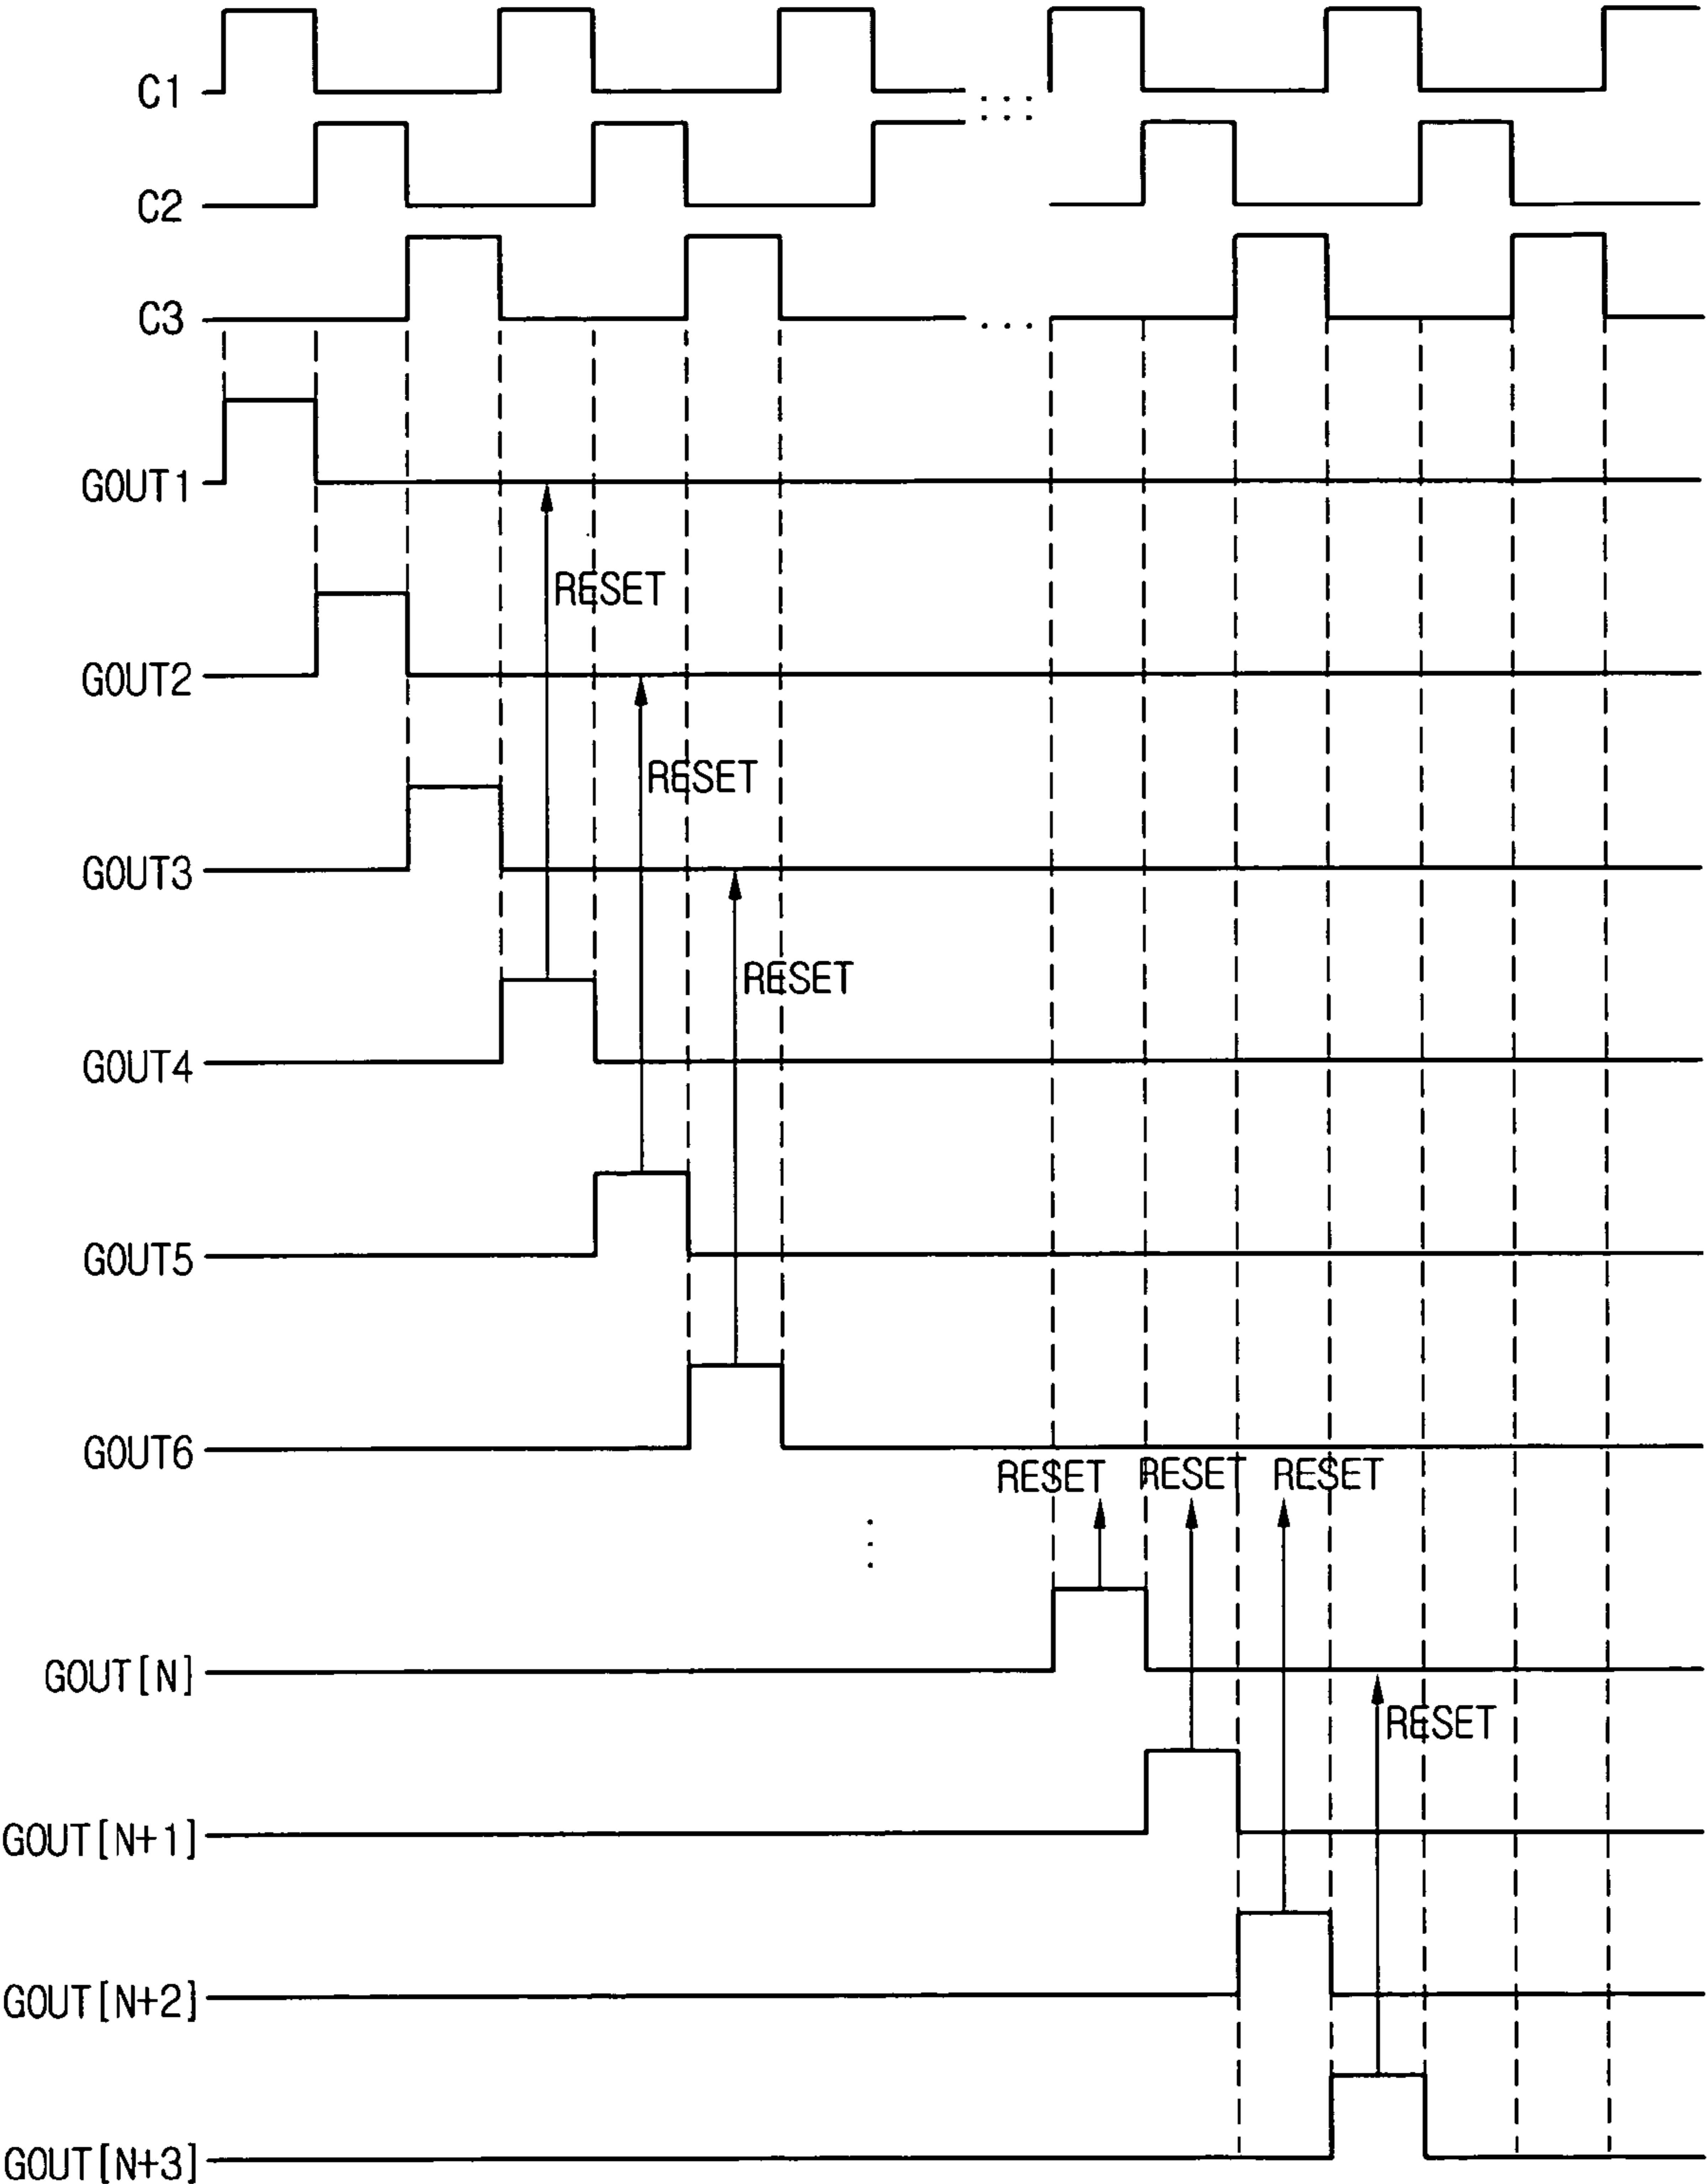 C1
C2
C3
GOUT1
RESET
GOUT2
RESET
GOUT3
RESET
GOUT4
GOUT5
GOUT6
RESET RESET RESET
GOUT[N]
RESET
GOUT[N+1]
GOUT[N+2]
GOUT[N+3]